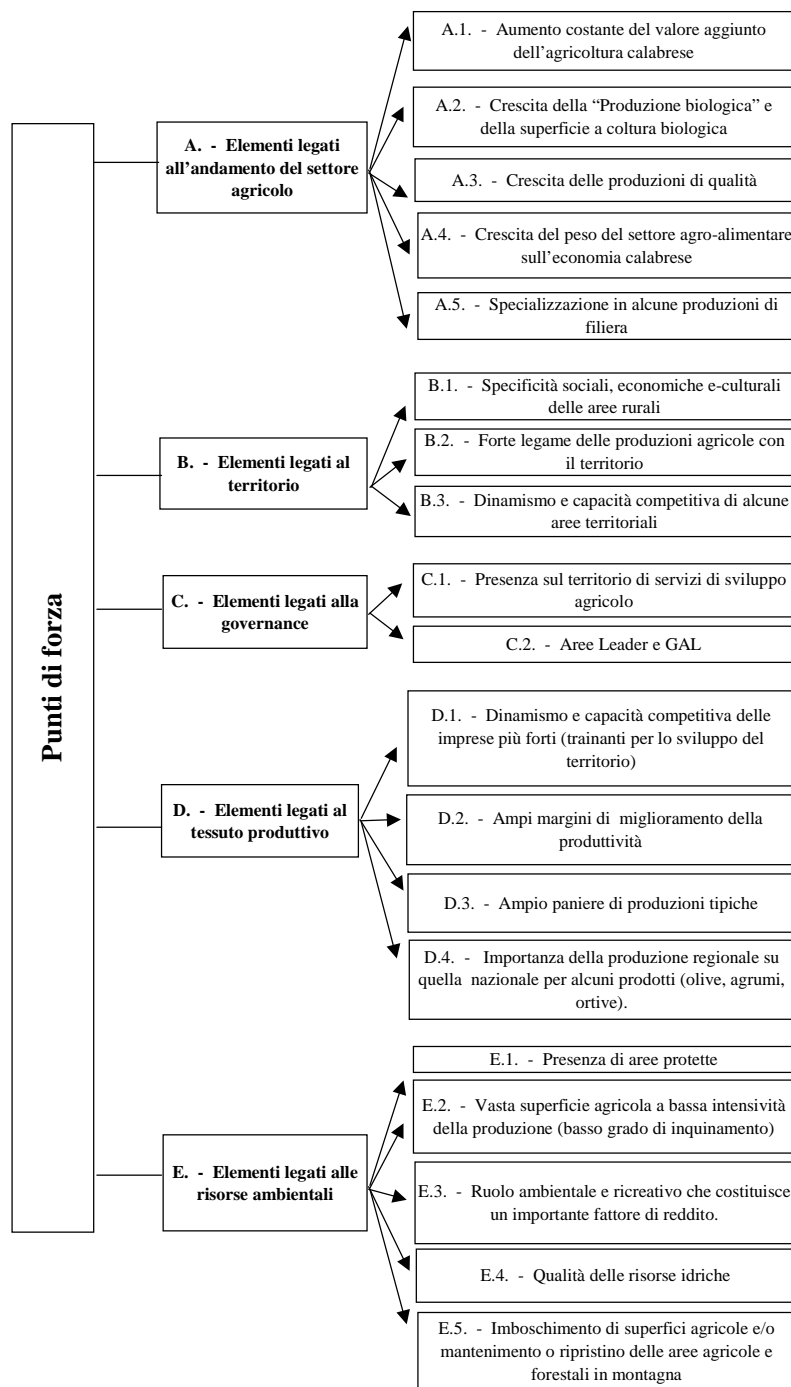 Punti di forza
A. - Elementi legati
all'andamento del settore
agricolo
A.1. - Aumento costante del valore aggiunto
dell'agricoltura calabrese
A.2. - Crescita della “Produzione biologica” e
della superficie a coltura biologica
A.3. - Crescita delle produzioni di qualità
A.4. - Crescita del peso del settore agro-alimentare
sull'economia calabrese
A.5. - Specializzazione in alcune produzioni di
filiera
B. - Elementi legati al
territorio
B.1. - Specificità sociali, economiche e-culturali
delle aree rurali
B.2. - Forte legame delle produzioni agricole con
il territorio
B.3. - Dinamismo e capacità competitiva di alcune
aree territoriali
C. - Elementi legati alla
governance
C.1. - Presenza sul territorio di servizi di sviluppo
agricolo
C.2. - Aree Leader e GAL
D. - Elementi legati al
tessuto produttivo
D.1. - Dinamismo e capacità competitiva delle
imprese più forti (trainanti per lo sviluppo del
territorio)
D.2. - Ampi margini di miglioramento della
produttività
D.3. - Ampio paniere di produzioni tipiche
D.4. - Importanza della produzione regionale su
quella nazionale per alcuni prodotti (olive, agrumi,
ortive).
E. - Elementi legati alle
risorse ambientali
E.1. - Presenza di aree protette
E.2. - Vasta superficie agricola a bassa intensività
della produzione (basso grado di inquinamento)
E.3. - Ruolo ambientale e ricreativo che costituisce
un importante fattore di reddito.
E.4. - Qualità delle risorse idriche
E.5. - Imboschimento di superfici agricole e/o
mantenimento o ripristino delle aree agricole e
forestali in montagna